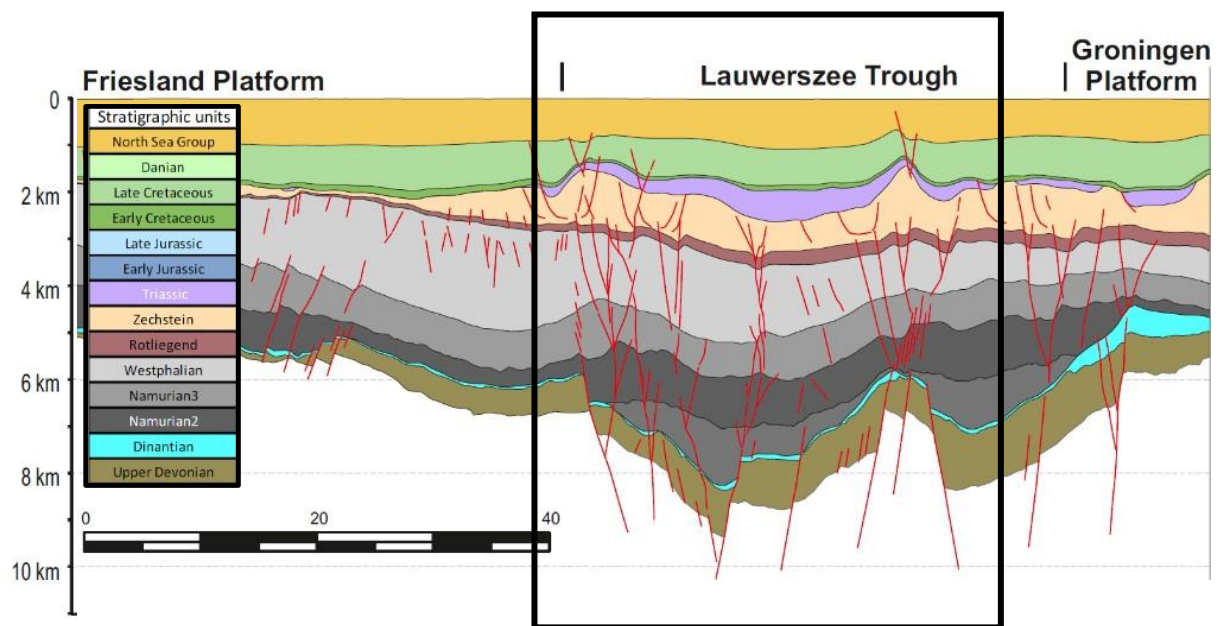 Friesland Platform
Lauwerszee Trough
Groningen
Platform
0
2 km
4 km
6 km
8 km
10 km
Stratigraphic units
North Sea Group
Danian
Late Cretaceous
Early Cretaceous
Late Jurassic
Early Jurassic
Triassic
Zechstein
Rotliegend
Westphalian
Namurian3
Namurian2
Dinantian
Upper Devonian
0 20 40